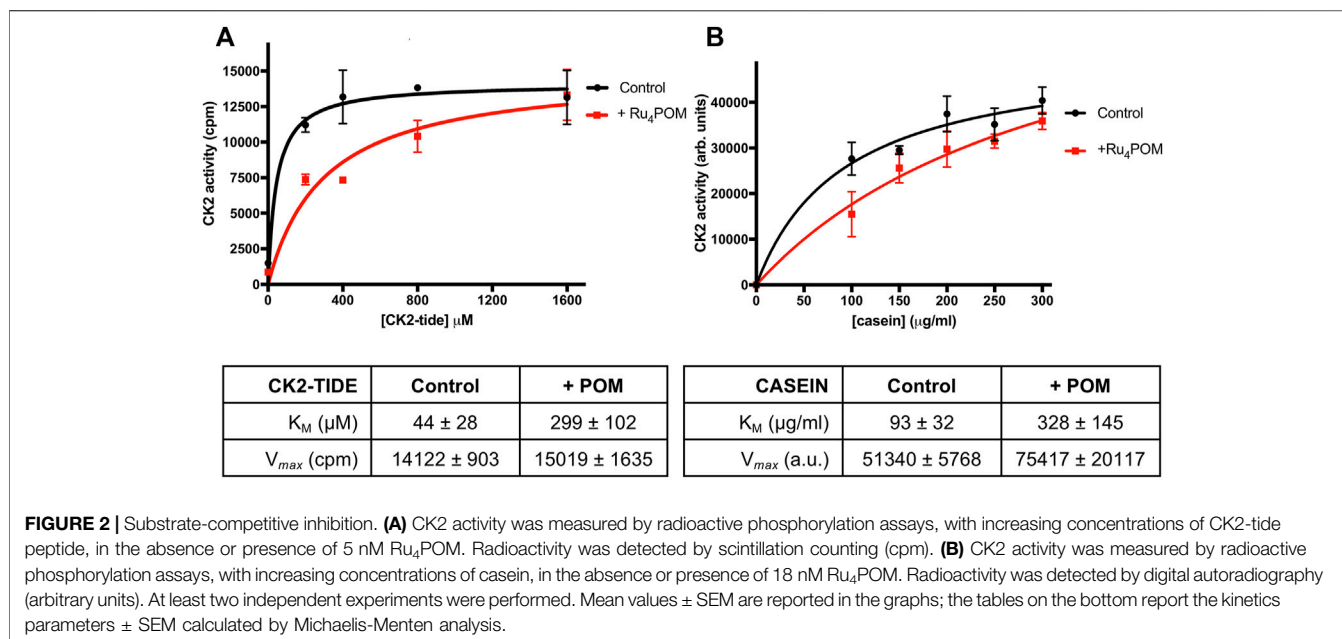 A
15000
12500
10000
7500
5000
2500
0
CK2 activity (cpm)
0 400 800 1200 1600
[CK2-tide] μM
Control
+ Ru4POM
B
40000
30000
20000
10000
0
CK2 activity (arb. units)
0 50 100 150 200 250 300
[casein] (μg/ml)
Control
+Ru4POM
CK2-TIDE Control + POM
KM (μM) 44 ± 28 299 ± 102
Vmax (cpm) 14122 ± 903 15019 ± 1635
CASEIN Control + POM
KM (μg/ml) 93 ± 32 328 ± 145
Vmax (a.u.) 51340 ± 5768 75417 ± 20117
FIGURE 2 | Substrate-competitive inhibition. (A) CK2 activity was measured by radioactive phosphorylation assays, with increasing concentrations of CK2-tide
peptide, in the absence or presence of 5 nM Ru4POM. Radioactivity was detected by scintillation counting (cpm). (B) CK2 activity was measured by radioactive
phosphorylation assays, with increasing concentrations of casein, in the absence or presence of 18 nM Ru4POM. Radioactivity was detected by digital autoradiography
(arbitrary units). At least two independent experiments were performed. Mean values ± SEM are reported in the graphs; the tables on the bottom report the kinetics
parameters ± SEM calculated by Michaelis-Menten analysis.